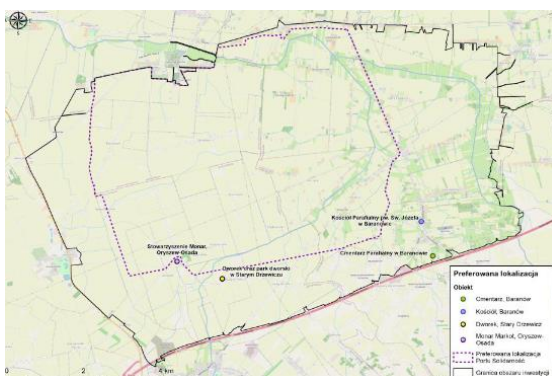 Kościół Parafialny pw. Św. Józefa
w Baranowie
Stowarzyszenie Monar,
Oryszew-Osada
Cmentarz Parafialny w Baranowie
Dworek oraz park dworski
w Starym Drzewiczu
Preferowana lokalizacja
Obiekt
Cmentarz, Baranów
Kościół, Baranów
Dworek, Stary Drzewicz
Monar Markot, Oryszew-
Osada
Preferowana lokalizacja
Portu Solidarność
Granica obszaru inwestycji
0 2 4 km